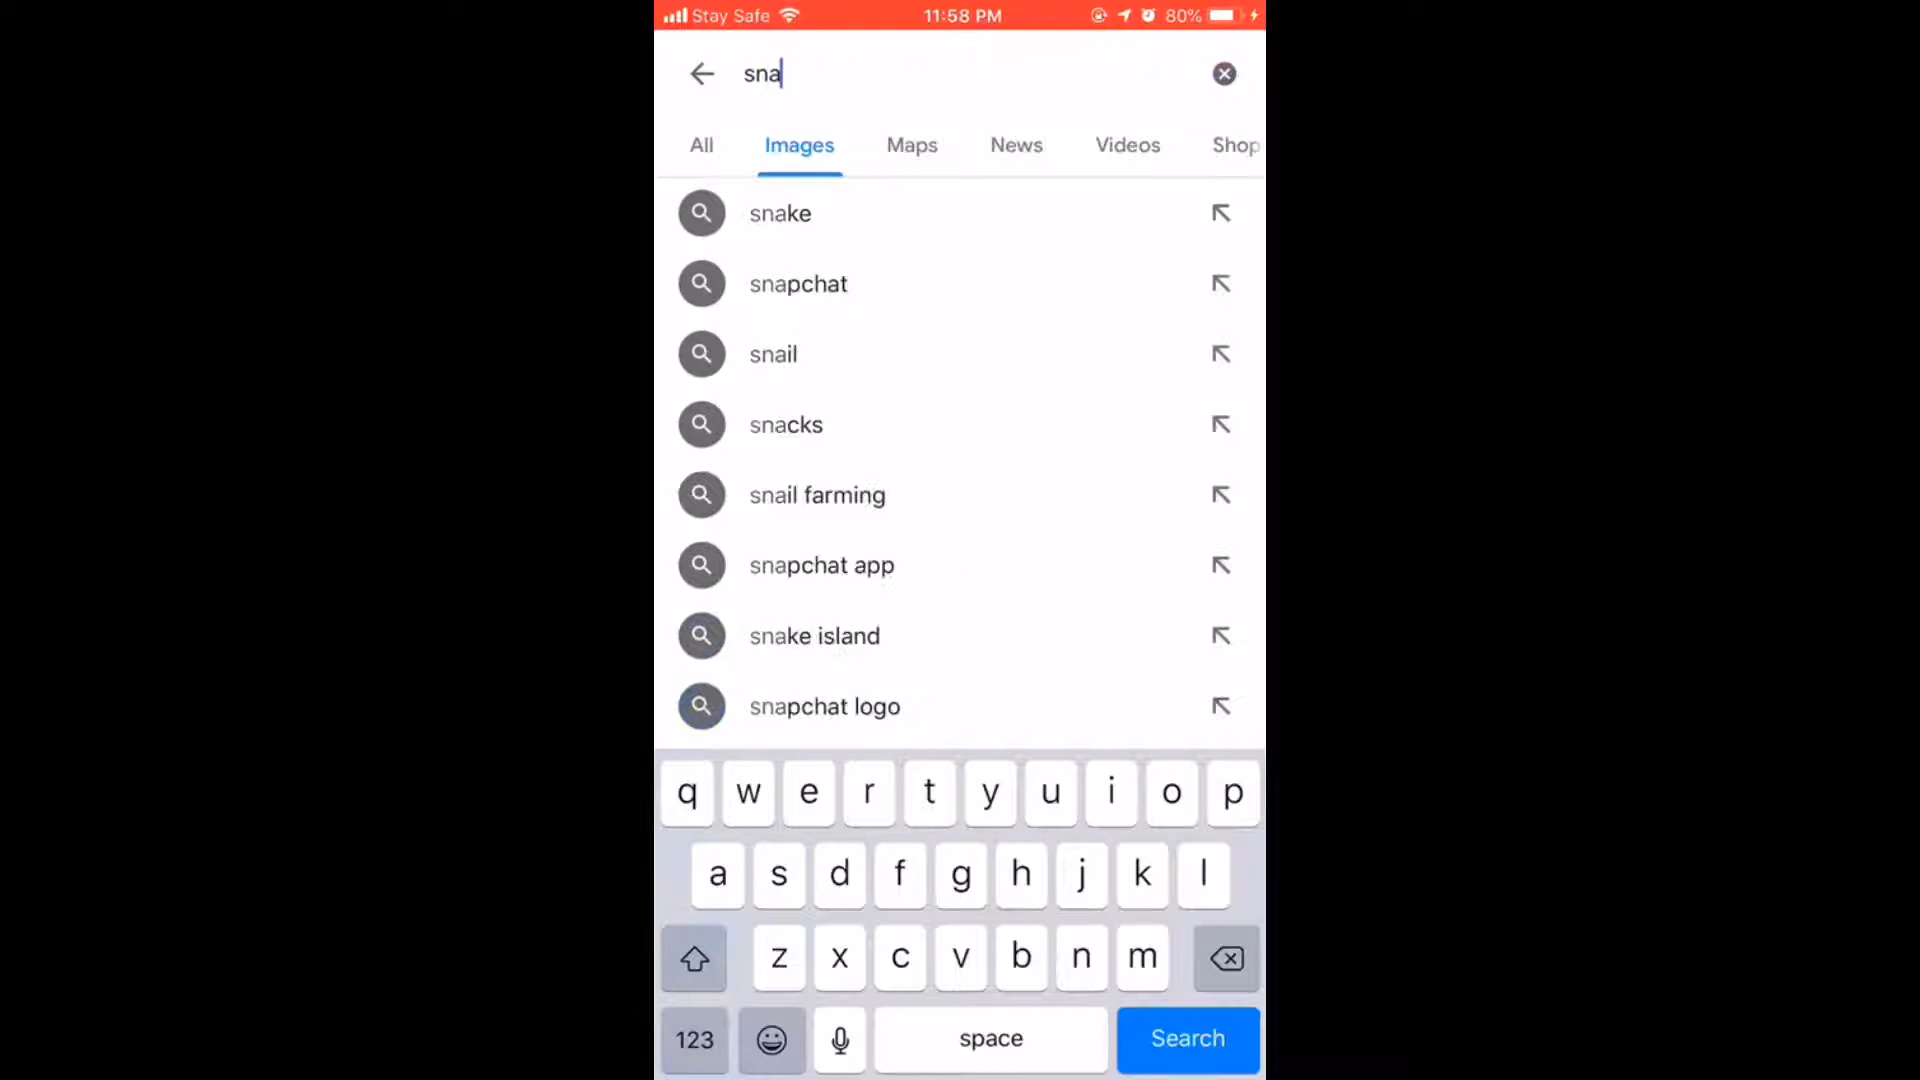 Stay Safe 11:58 PM 80%
sna
All Images Maps News Videos Shop
snake
snapchat
snail
snacks
snail farming
snapchat app
snake island
snapchat logo
q w e r t y u i o p
a s d f g h j k l
z x c v b n m
123 space Search